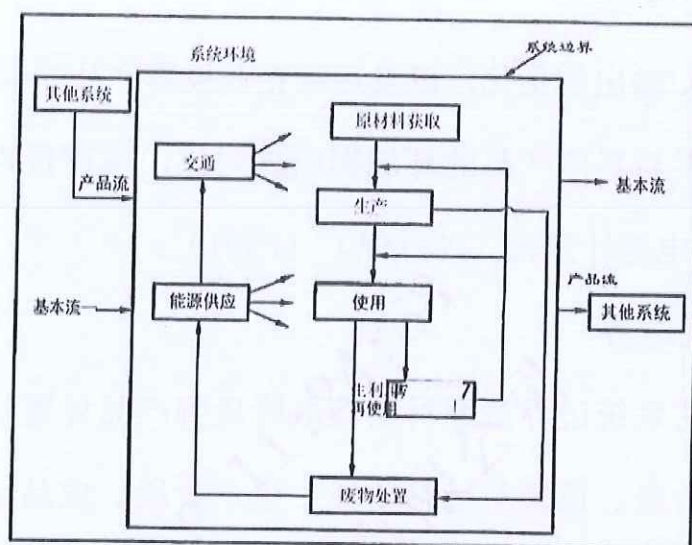 系统环境
系统边界
其他系统
原材料获取
交通
产品流
生产
基本流
基本流
能源供应
使用
产品流
其他系统
生利
再使用
废物处置